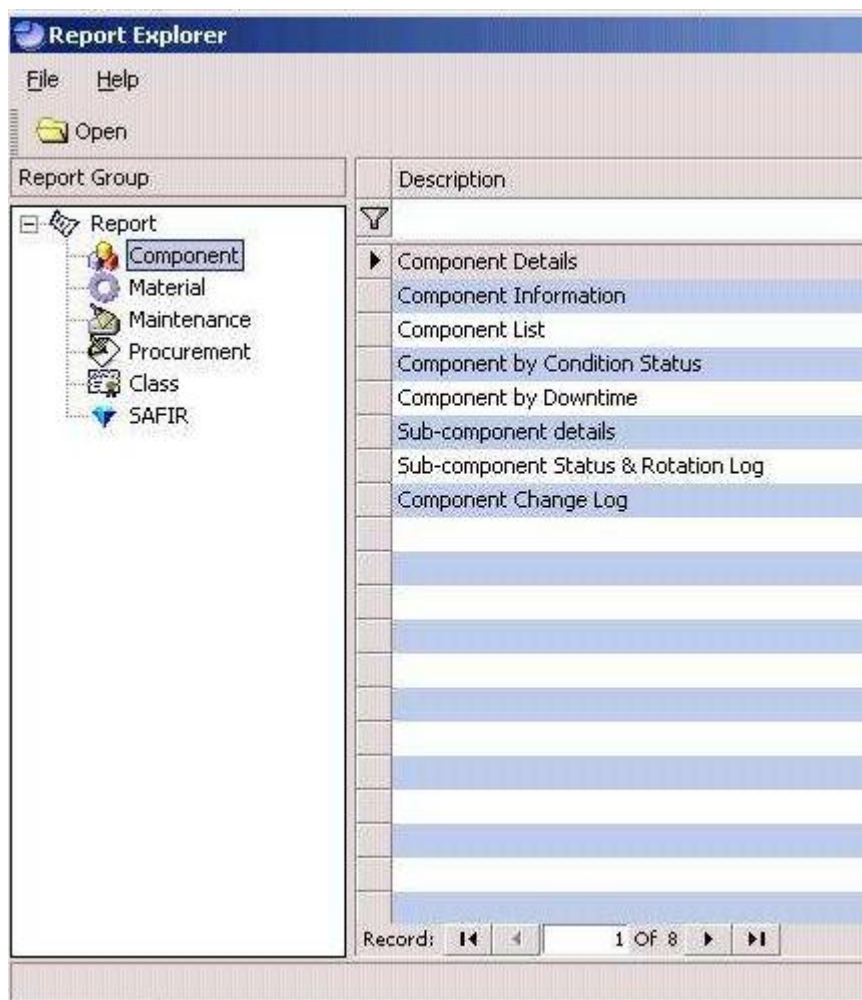 Report Explorer
File Help
Open
Report Group
Report
Component
Material
Maintenance
Procurement
Class
SAFIR
Description
Component Details
Component Information
Component List
Component by Condition Status
Component by Downtime
Sub-component details
Sub-component Status & Rotation Log
Component Change Log
Record: 1 Of 8